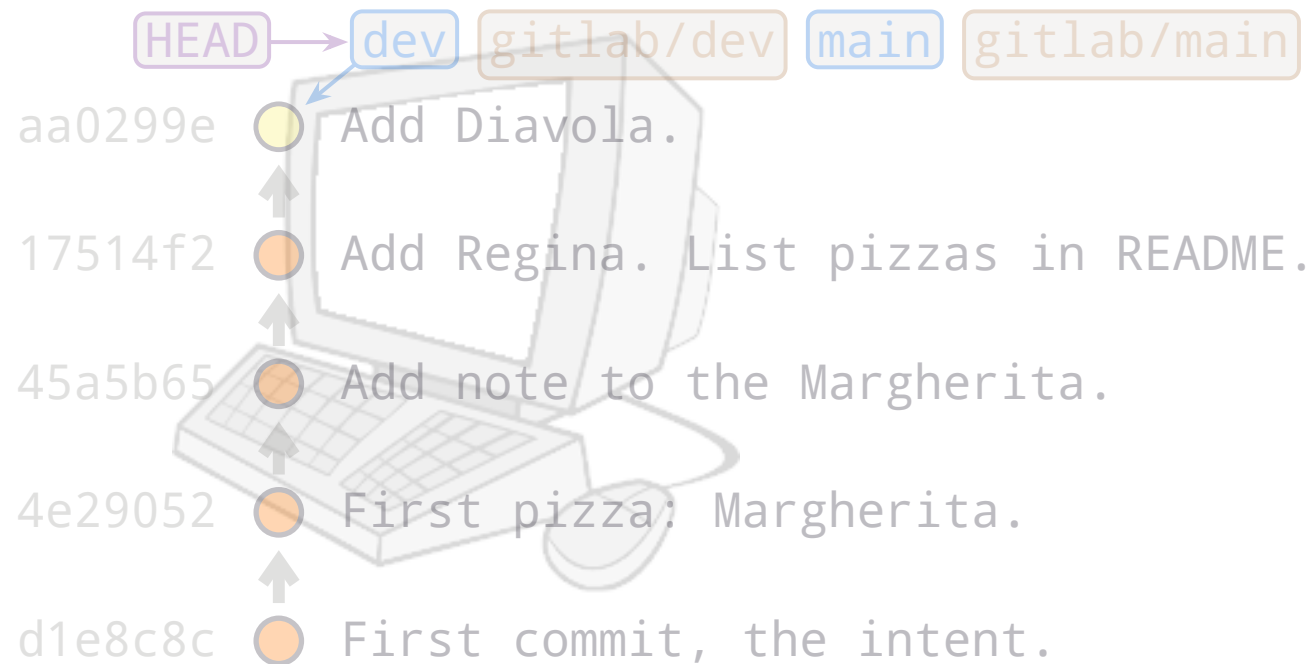 HEAD dev gitlab/dev main gitlab/main
aa0299e Add Diavola.
17514f2 Add Regina. List pizzas in README.
45a5b65 Add note to the Margherita.
4e29052 First pizza: Margherita.
d1e8c8c First commit, the intent.